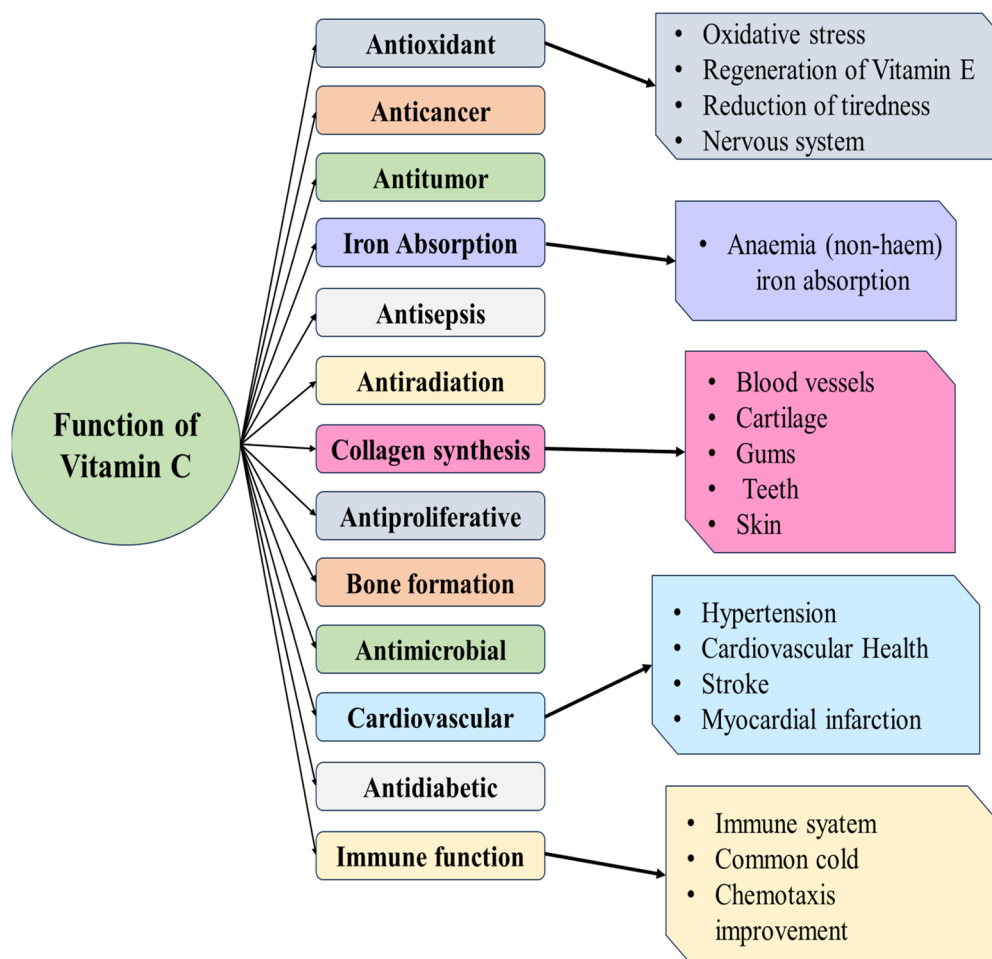 Function of
Vitamin C
Antioxidant
Anticancer
Antitumor
Iron Absorption
Antisepsis
Antiradiation
Collagen synthesis
Antiproliferative
Bone formation
Antimicrobial
Cardiovascular
Antidiabetic
Immune function
• Oxidative stress
• Regeneration of Vitamin E
• Reduction of tiredness
• Nervous system
• Anaemia (non-haem)
iron absorption
• Blood vessels
• Cartilage
• Gums
• Teeth
• Skin
• Hypertension
• Cardiovascular Health
• Stroke
• Myocardial infarction
• Immune syatem
• Common cold
• Chemotaxis
improvement